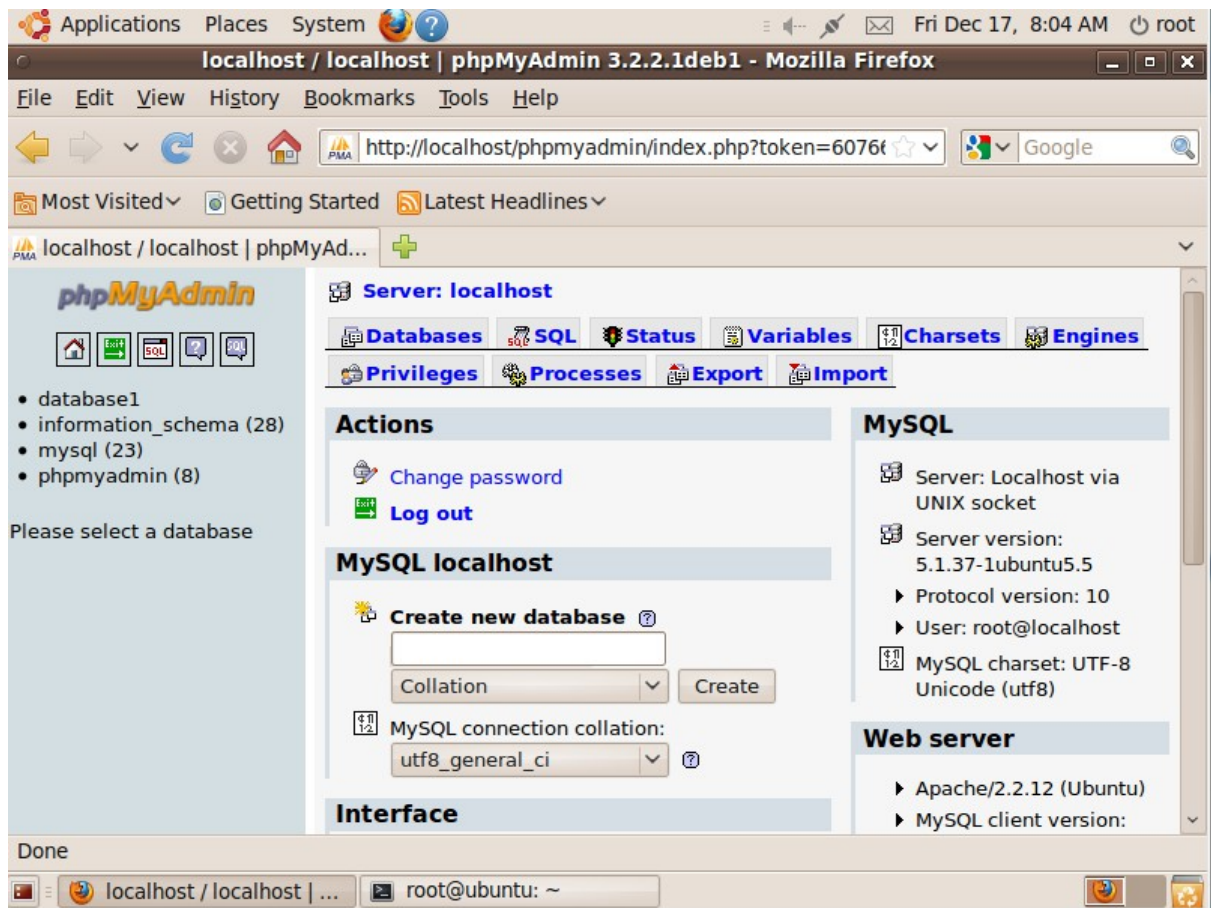 Applications Places System Fri Dec 17, 8:04 AM root
localhost / localhost | phpMyAdmin 3.2.2.1deb1 - Mozilla Firefox
File Edit View History Bookmarks Tools Help
PMA http://localhost/phpmyadmin/index.php?token=6076 Google
Most Visited Getting Started Latest Headlines
PMA localhost / localhost | phpMyAd...
phpMyAdmin
Exit SQL ? SQL
database1
information_schema (28)
mysql (23)
phpmyadmin (8)
Please select a database
Server: localhost
Databases SQL Status Variables Charsets Engines
Privileges Processes Export Import
Actions
Change password
Log out
MySQL localhost
Create new database
Collation Create
MySQL connection collation:
utf8_general_ci
Interface
MySQL
Server: Localhost via
UNIX socket
Server version:
5.1.37-1ubuntu5.5
Protocol version: 10
User: root@localhost
MySQL charset: UTF-8
Unicode (utf8)
Web server
Apache/2.2.12 (Ubuntu)
MySQL client version:
Done
localhost / localhost | ... root@ubuntu: ~